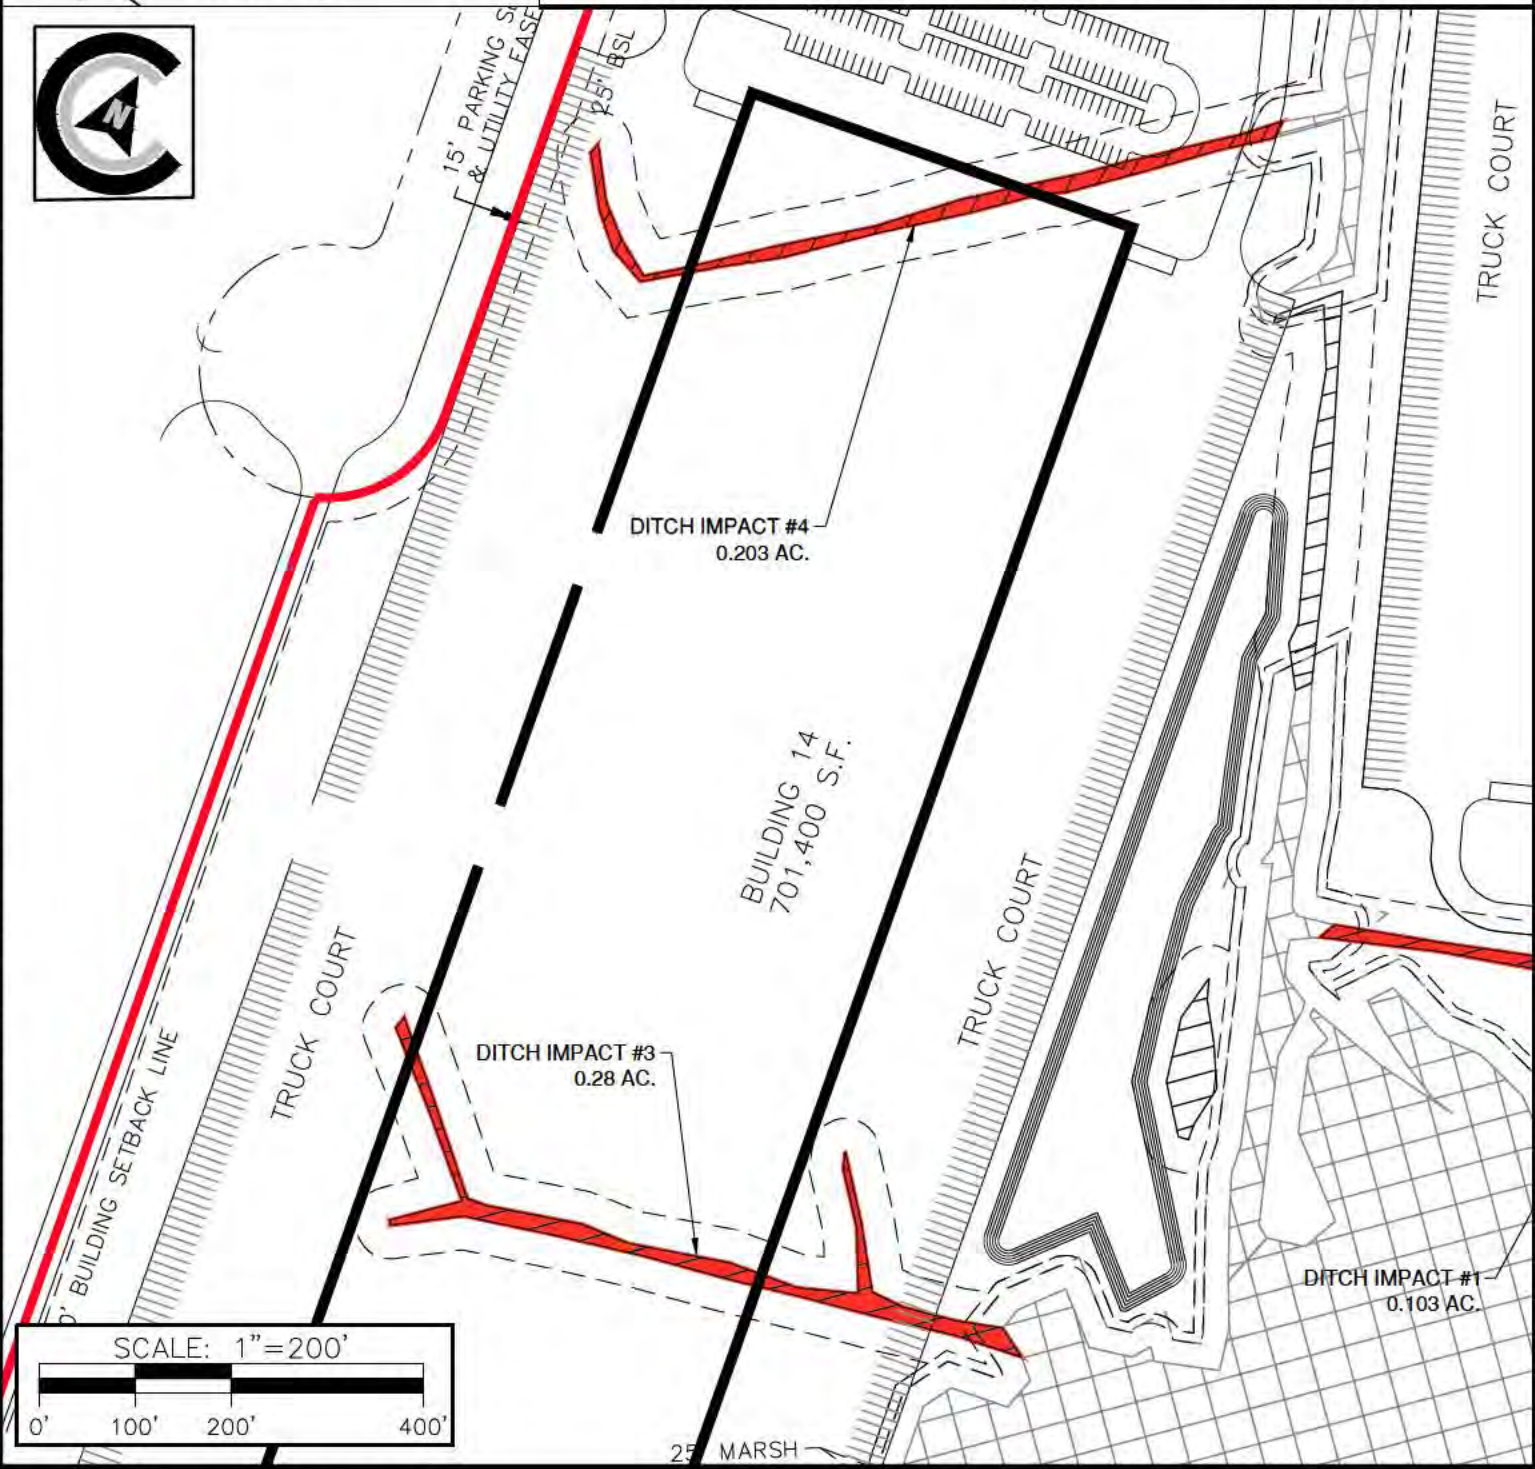 N
15' PARKING S
& UTILITY EASE
25' BSL
TRUCK COURT
DITCH IMPACT #4
0.203 AC.
BUILDING 14
701,400 S.F.
TRUCK COURT
TRUCK COURT
DITCH IMPACT #3
0.28 AC.
0' BUILDING SETBACK LINE
DITCH IMPACT #1
0.103 AC.
SCALE: 1"=200'
0' 100' 200' 400'
25 MARSH